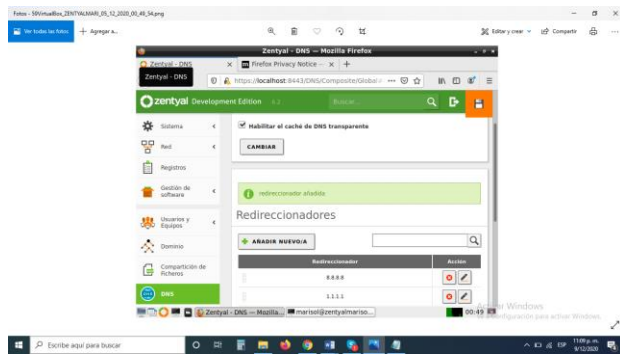 Fotos - 50VirtualBox_ZENTYALMARI_05_12_2020_00_49_54.png
Ver todas las fotos + Agregar a...
Editar y crear Compartir
Zentyal - DNS — Mozilla Firefox
Zentyal - DNS × Firefox Privacy Notice — × +
Zentyal - DNS
https://localhost:8443/DNS/Composite/Global
zentyal Development Edition
Buscar...
Sistema
Red
Registros
Gestión de
software
Usuarios y
Equipos
Dominio
Compartición de
Ficheros
DNS
Habilitar el caché de DNS transparente
CAMBIAR
redireccionador añadido
Redireccionadores
+ AÑADIR NUEVO/A
Redireccionador Acción
8.8.8.8
1.1.1.1
Zentyal - DNS — Mozilla... marisol@zentyalmariso...
00:49
Windows
configuración para activar Windows.
Escribe aquí para buscar
ESP
11:09 p. m.
9/12/2020